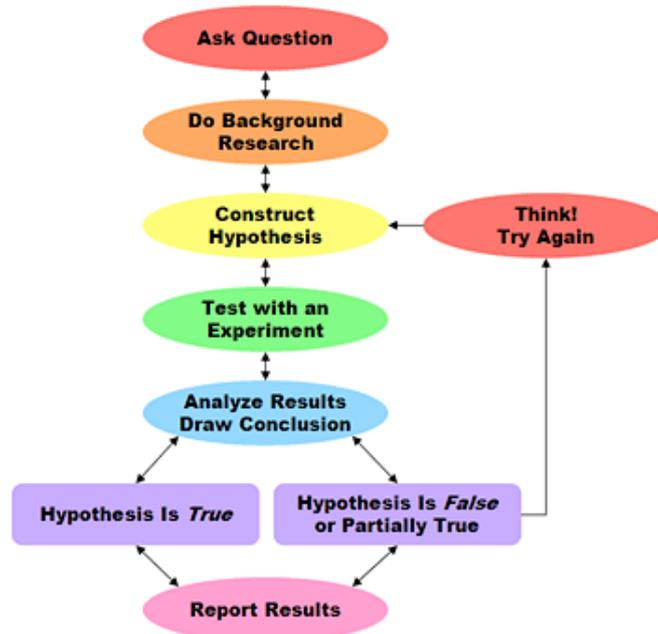 Ask Question
Do Background
Research
Construct
Hypothesis
Think!
Try Again
Test with an
Experiment
Analyze Results
Draw Conclusion
Hypothesis Is True
Hypothesis Is False
or Partially True
Report Results